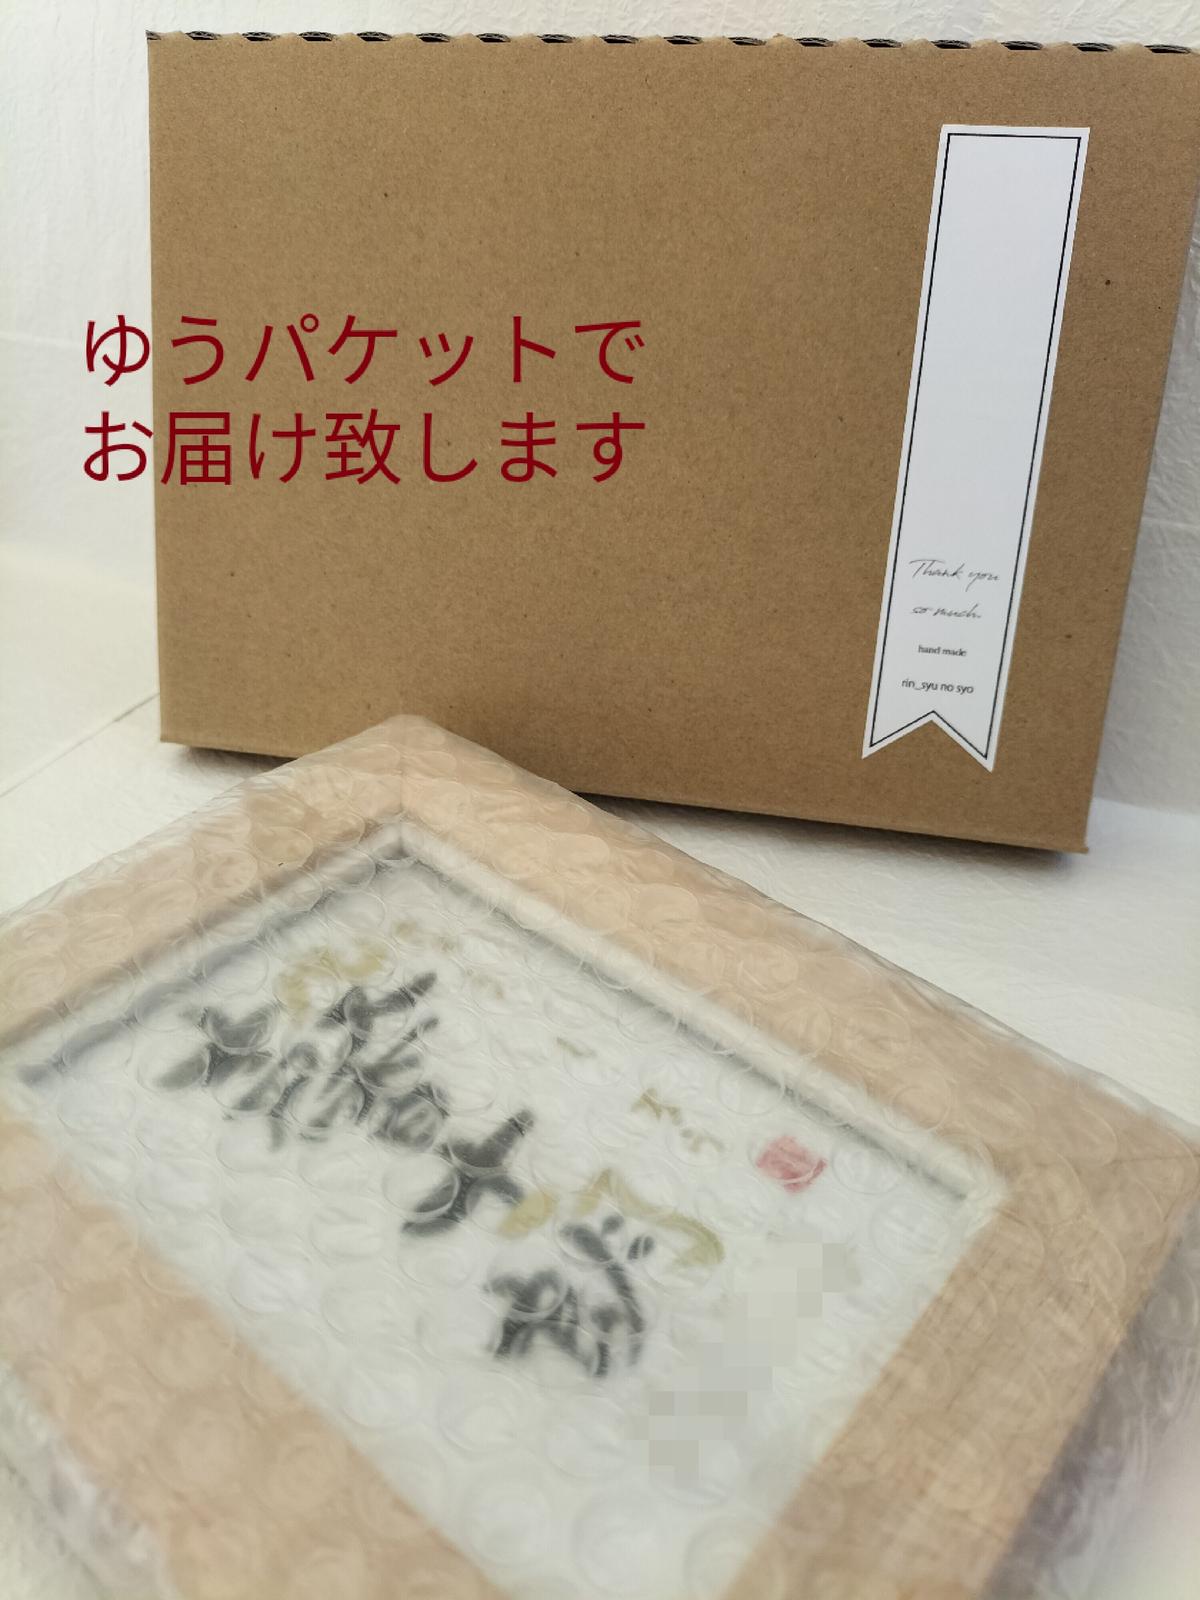 ゆうパケットで
お届け致します
Thank you
so much.
hand made
rin_syu no syo